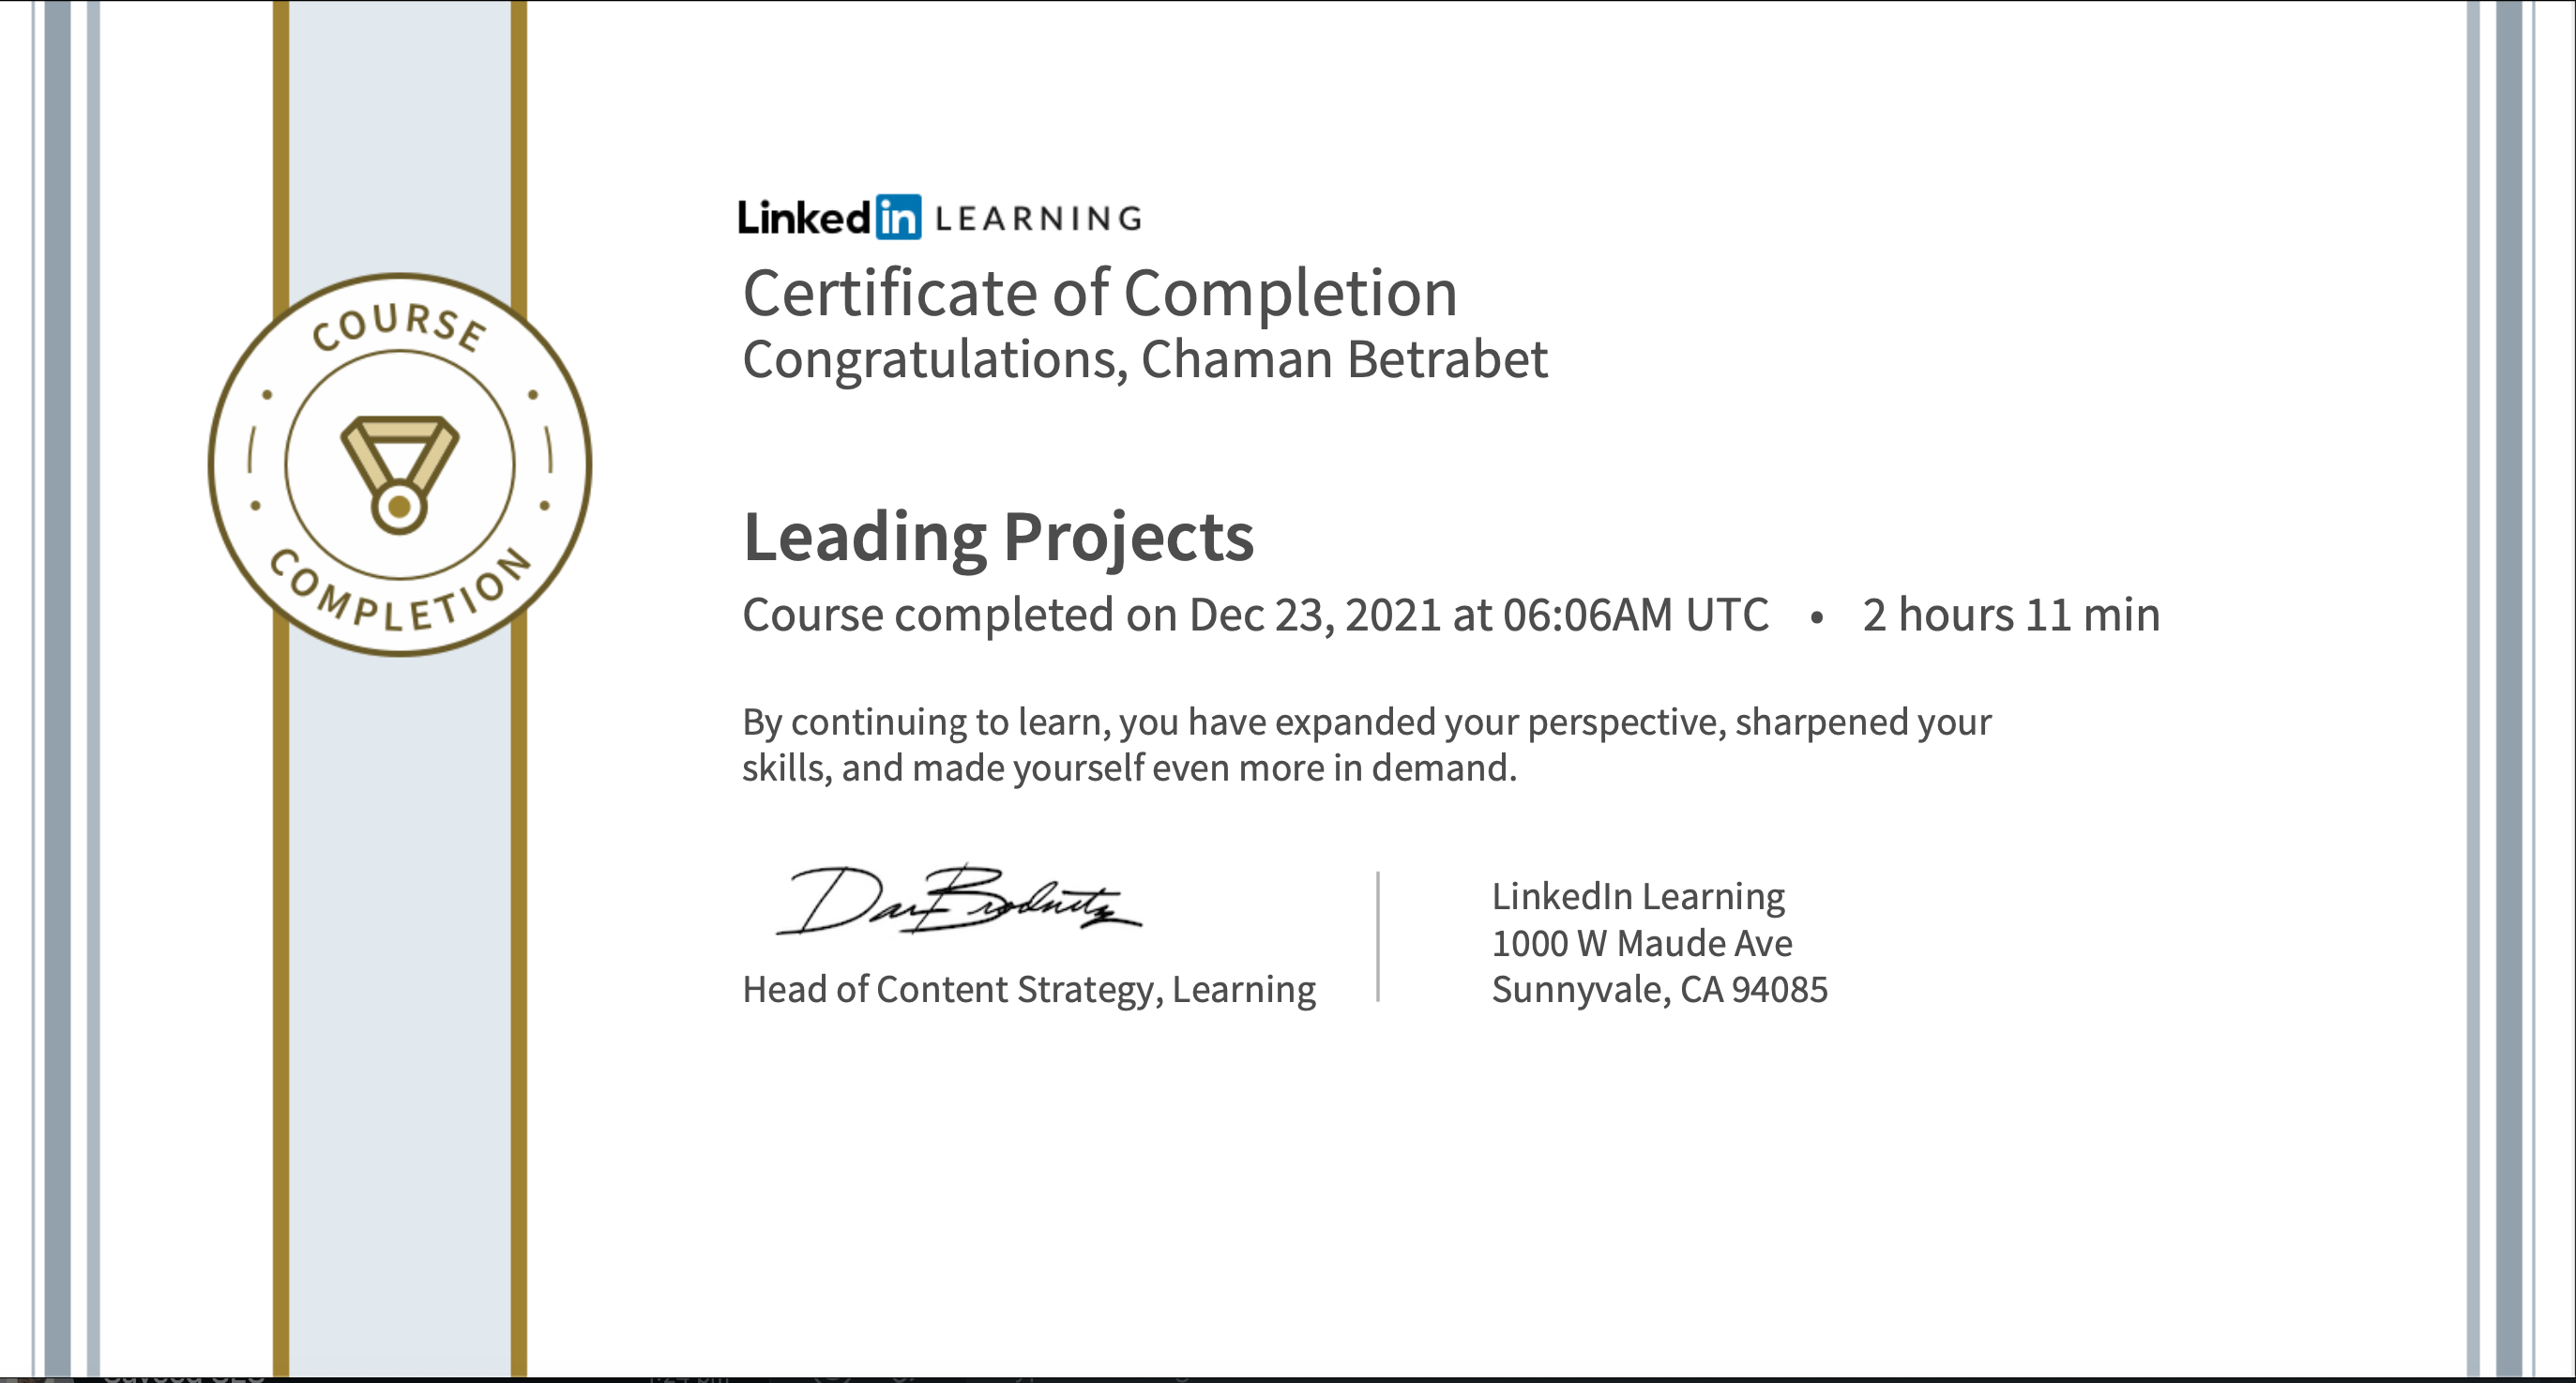 COURSE
COMPLETION
Linked in LEARNING
Certificate of Completion
Congratulations, Chaman Betrabet
Leading Projects
Course completed on Dec 23, 2021 at 06:06AM UTC • 2 hours 11 min
By continuing to learn, you have expanded your perspective, sharpened your
skills, and made yourself even more in demand.
Head of Content Strategy, Learning
LinkedIn Learning
1000 W Maude Ave
Sunnyvale, CA 94085